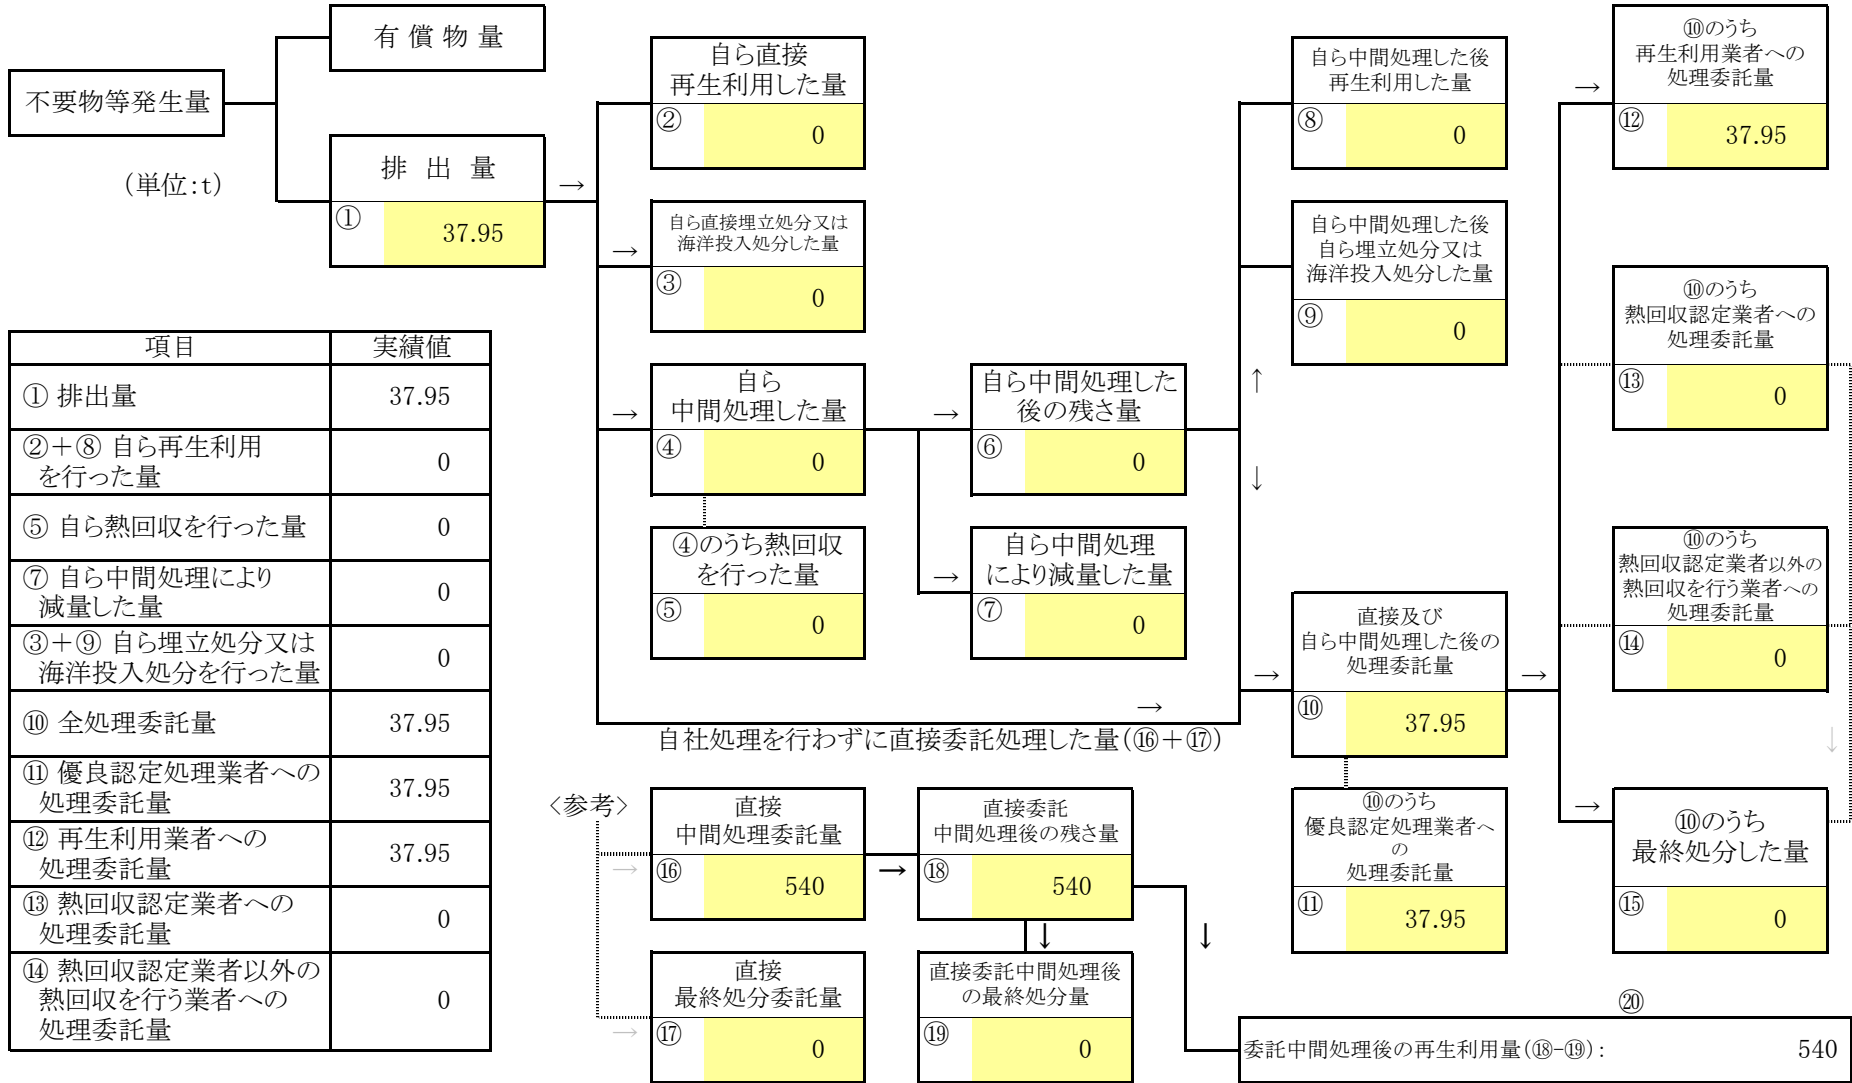 不要物等発生量
(単位:t)
有 償 物 量
排 出 量
①
37.95
→
自ら直接
再生利用した量
②
0
→
自ら直接埋立処分又は
海洋投入処分した量
③
0
→
自ら
中間処理した量
④
0
④のうち熱回収
を行った量
⑤
0
→
自ら中間処理した
後の残さ量
⑥
0
→
自ら中間処理
により減量した量
⑦
0
↑
↓
自ら中間処理した後
再生利用した量
⑧
0
自ら中間処理した後
自ら埋立処分又は
海洋投入処分した量
⑨
0
→
自社処理を行わずに直接委託処理した量(⑯+⑰)
→
直接及び
自ら中間処理した後の
処理委託量
⑩
37.95
⑩のうち
優良認定処理業者へ
の
処理委託量
⑪
37.95
→
→
⑩のうち
再生利用業者への
処理委託量
⑫
37.95
⑩のうち
熱回収認定業者への
処理委託量
⑬
0
⑩のうち
熱回収認定業者以外の
熱回収を行う業者への
処理委託量
⑭
0
↓
→
⑩のうち
最終処分した量
⑮
0
項目 実績値
① 排出量 37.95
②+⑧ 自ら再生利用
を行った量 0
⑤ 自ら熱回収を行った量 0
⑦ 自ら中間処理により
減量した量 0
③+⑨ 自ら埋立処分又は
海洋投入処分を行った量 0
⑩ 全処理委託量 37.95
⑪ 優良認定処理業者への
処理委託量 37.95
⑫ 再生利用業者への
処理委託量 37.95
⑬ 熱回収認定業者への
処理委託量 0
⑭ 熱回収認定業者以外の
熱回収を行う業者への
処理委託量 0
<参考>
→
直接
中間処理委託量
⑯
540
→
直接委託
中間処理後の残さ量
⑱
540
→
直接
最終処分委託量
⑰
0
↓
直接委託中間処理後
の最終処分量
⑲
0
↓
⑳
委託中間処理後の再生利用量(⑱-⑲): 540